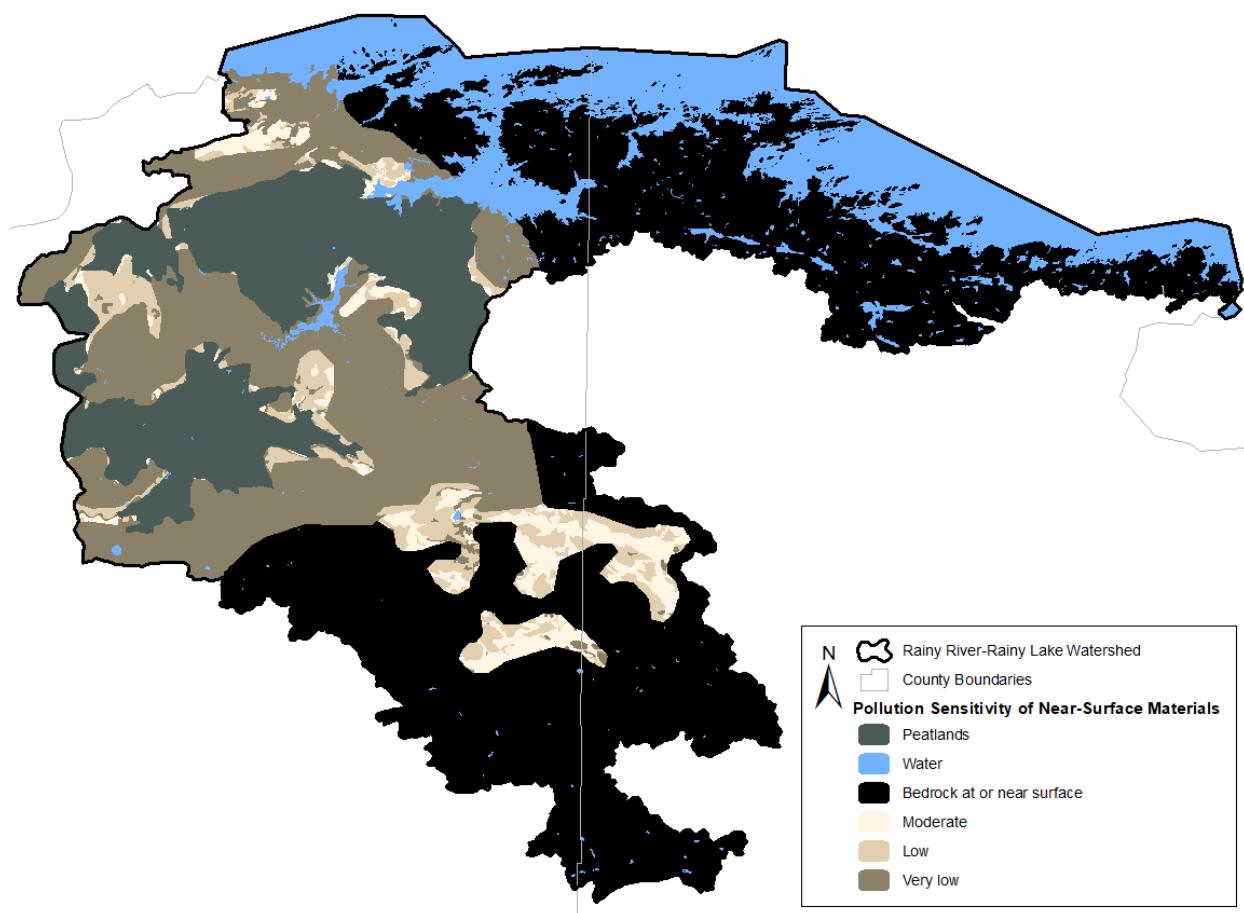 N
Rainy River-Rainy Lake Watershed
County Boundaries
Pollution Sensitivity of Near-Surface Materials
Peatlands
Water
Bedrock at or near surface
Moderate
Low
Very low